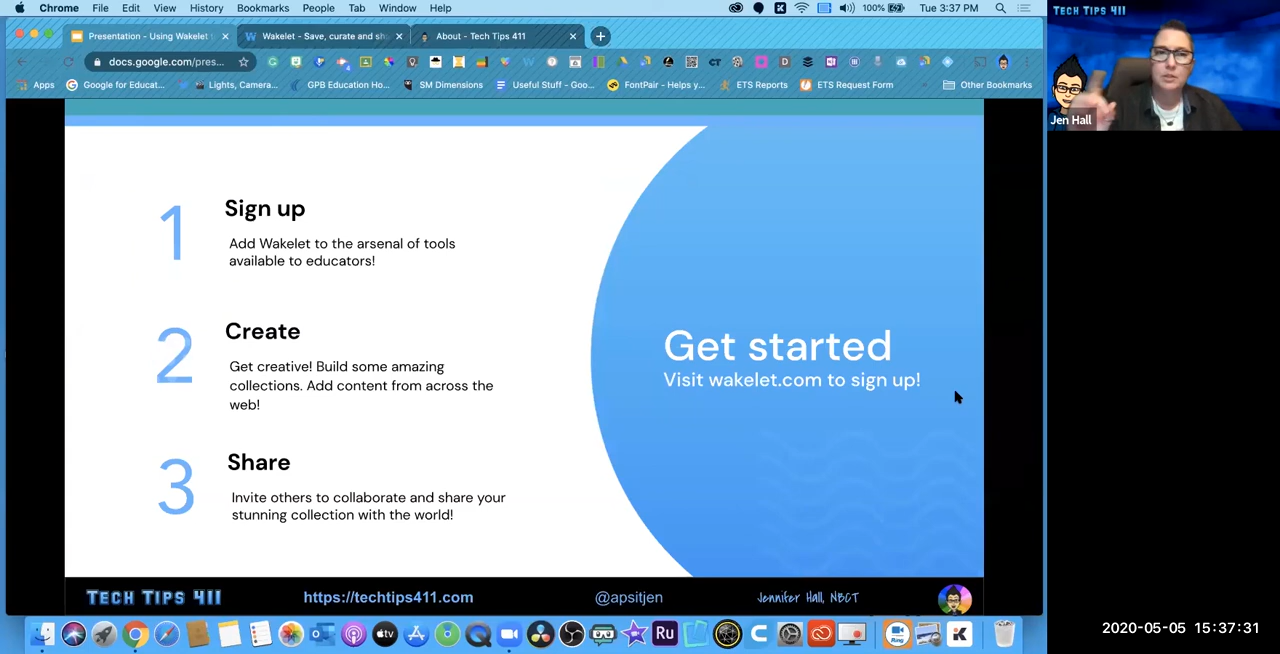 Chrome File Edit View History Bookmarks People Tab Window Help
100% Tue 3:37 PM
Presentation - Using Wakelet
Wakelet - Save, curate and sh
About - Tech Tips 411
docs.google.com/pres...
Apps
Google for Educat...
Lights, Camera...
GPB Education Ho...
SM Dimensions
Useful Stuff - Goo...
FontPair - Helps y...
ETS Reports
ETS Request Form
Other Bookmarks
TECH TIPS 411
Jen Hall
1
Sign up
Add Wakelet to the arsenal of tools
available to educators!
2
Create
Get creative! Build some amazing
collections. Add content from across the
web!
3
Share
Invite others to collaborate and share your
stunning collection with the world!
Get started
Visit wakelet.com to sign up!
TECH TIPS 411
https://techtips411.com
@apsitjen
Jennifer Hall, NBCT
tv
Ru
Ring
K
2020-05-05 15:37:31